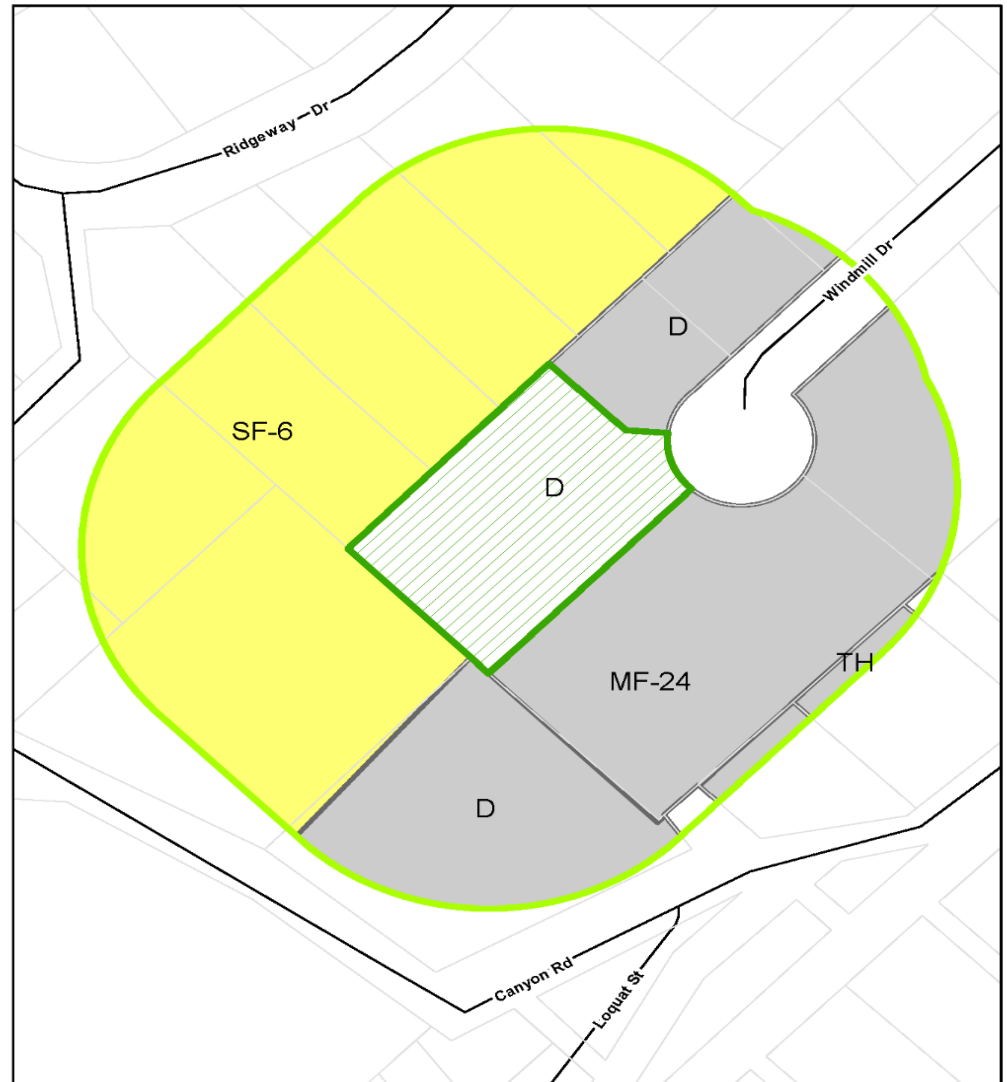 Ridgeway Dr
Windmill Dr
D
SF-6
D
TH
MF-24
D
Canyon Rd
Loquat St